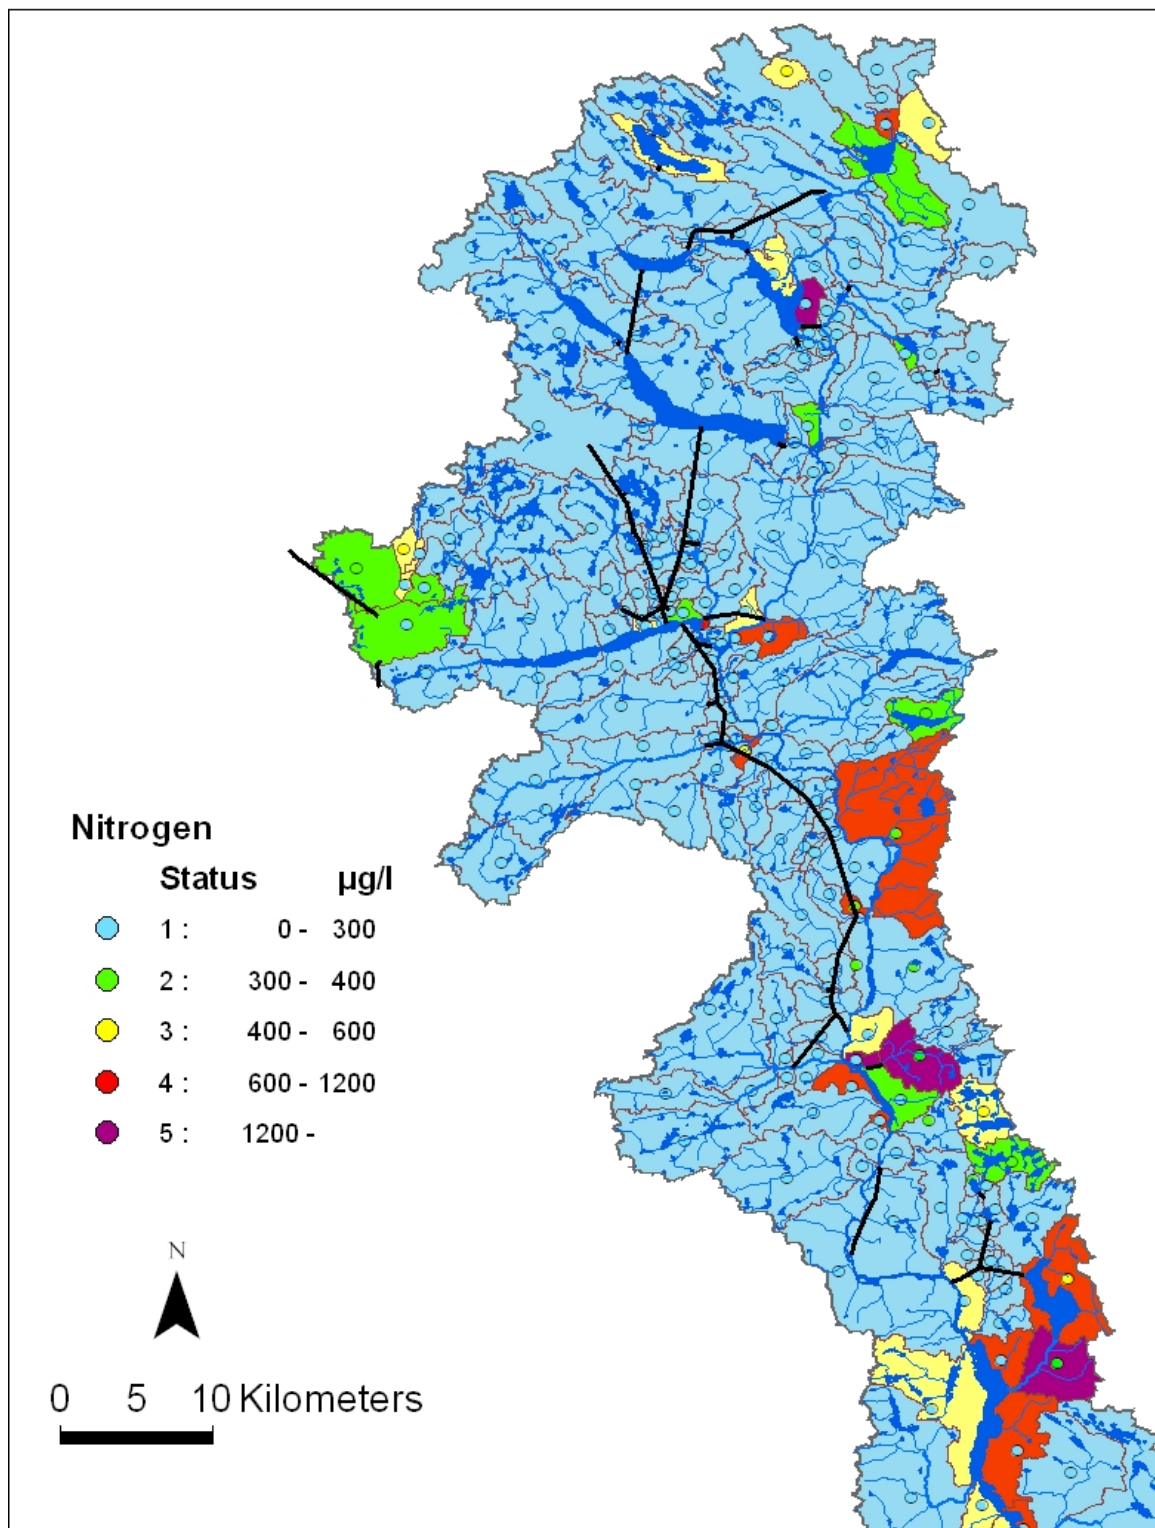 Nitrogen
Status µg/l
1 : 0 - 300
2 : 300 - 400
3 : 400 - 600
4 : 600 - 1200
5 : 1200 -
N
0 5 10 Kilometers